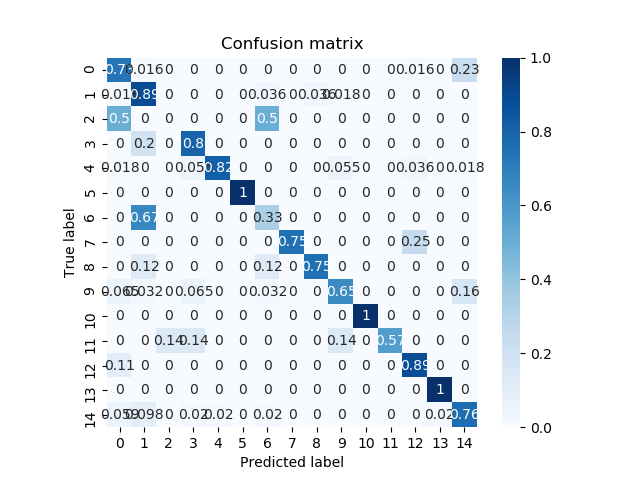 Confusion matrix
0 0.016 0 0 0 0 0 0 0 0 0 0 0.016 0 0.23
1 0.89 0 0 0 0 0.036 0 0.018 0 0 0 0 0
2 0.5 0 0 0 0 0 0.5 0 0 0 0 0 0 0 0
3 0 0.2 0 0.8 0 0 0 0 0 0 0 0 0 0 0
4 0.018 0 0 0.82 0 0 0 0 0.055 0 0 0.036 0 0.018
5 0 0 0 0 0 1 0 0 0 0 0 0 0 0 0
6 0 0.67 0 0 0 0 0.33 0 0 0 0 0 0 0 0
7 0 0 0 0 0 0 0 0.75 0 0 0 0 0.25 0 0
8 0 0.12 0 0 0 0 0.12 0 0.75 0 0 0 0 0 0
9 0.065 0.032 0 0.065 0 0 0.032 0 0 0.65 0 0 0 0 0.16
10 0 0 0 0 0 0 0 0 0 0 1 0 0 0 0
11 0 0 0.14 0.14 0 0 0 0 0 0.14 0 0.57 0 0 0
12 0.11 0 0 0 0 0 0 0 0 0 0 0 0.89 0 0
13 0 0 0 0 0 0 0 0 0 0 0 0 0 1 0
14 0.059 0.098 0 0.02 0.02 0 0.02 0 0 0 0 0 0 0.02 0.76
0 1 2 3 4 5 6 7 8 9 10 11 12 13 14
Predicted label
True label
1.0
0.8
0.6
0.4
0.2
0.0